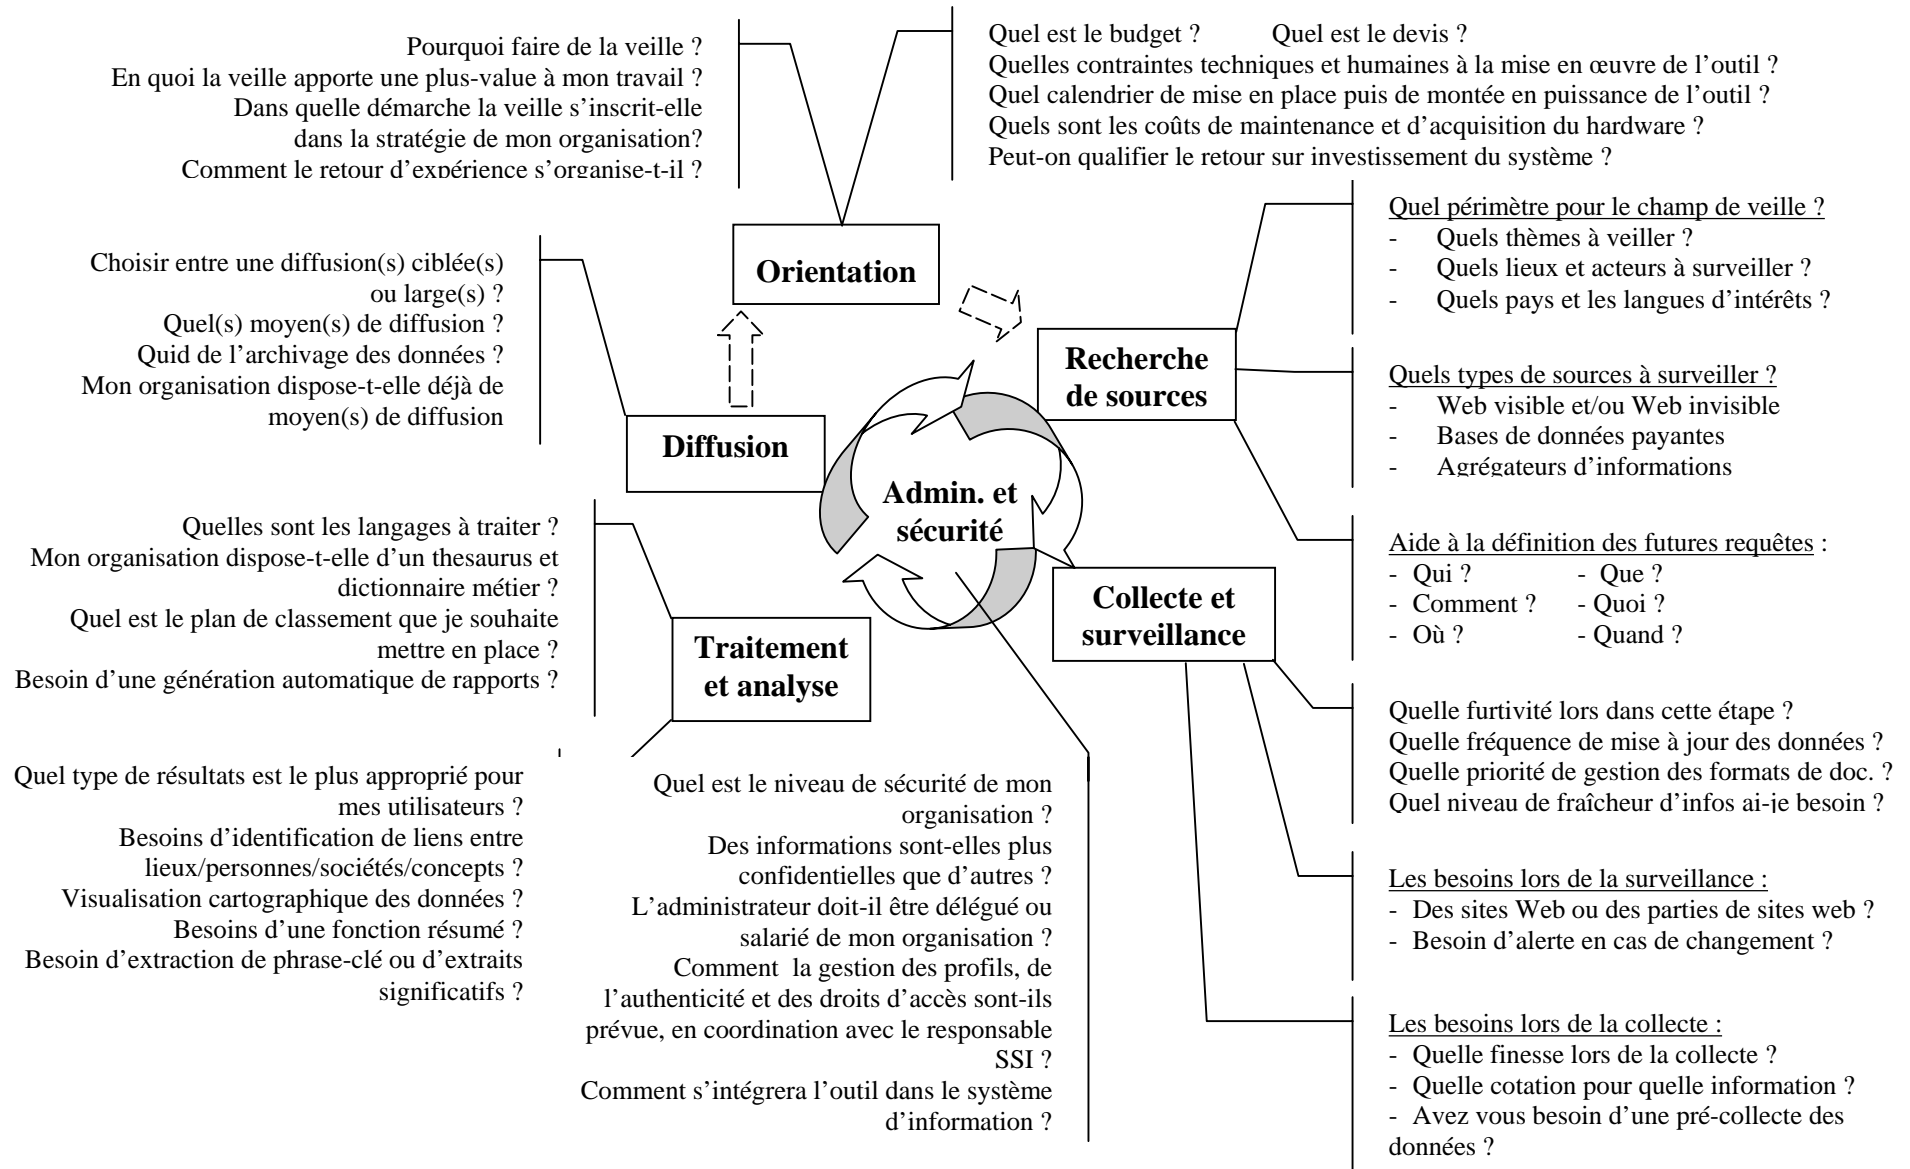 Pourquoi faire de la veille ?
En quoi la veille apporte une plus-value à mon travail ?
Dans quelle démarche la veille s’inscrit-elle
dans la stratégie de mon organisation?
Comment le retour d’expérience s’organise-t-il ?
Quel est le budget ? Quel est le devis ?
Quelles contraintes techniques et humaines à la mise en œuvre de l’outil ?
Quel calendrier de mise en place puis de montée en puissance de l’outil ?
Quels sont les coûts de maintenance et d’acquisition du hardware ?
Peut-on qualifier le retour sur investissement du système ?
Orientation
Quel périmètre pour le champ de veille ?
- Quels thèmes à veiller ?
- Quels lieux et acteurs à surveiller ?
- Quels pays et les langues d’intérêts ?
Choisir entre une diffusion(s) ciblée(s)
ou large(s) ?
Quel(s) moyen(s) de diffusion ?
Quid de l’archivage des données ?
Mon organisation dispose-t-elle déjà de
moyen(s) de diffusion
Diffusion
Recherche
de sources
Quels types de sources à surveiller ?
- Web visible et/ou Web invisible
- Bases de données payantes
- Agrégateurs d’informations
Admin. et
sécurité
Aide à la définition des futures requêtes :
- Qui ? - Que ?
- Comment ? - Quoi ?
- Où ? - Quand ?
Collecte et
surveillance
Quelles sont les langages à traiter ?
Mon organisation dispose-t-elle d’un thesaurus et
dictionnaire métier ?
Quel est le plan de classement que je souhaite
mettre en place ?
Besoin d’une génération automatique de rapports ?
Traitement
et analyse
Quelle furtivité lors dans cette étape ?
Quelle fréquence de mise à jour des données ?
Quelle priorité de gestion des formats de doc. ?
Quel niveau de fraîcheur d’infos ai-je besoin ?
Quel type de résultats est le plus approprié pour
mes utilisateurs ?
Besoins d’identification de liens entre
lieux/personnes/sociétés/concepts ?
Visualisation cartographique des données ?
Besoins d’une fonction résumé ?
Besoin d’extraction de phrase-clé ou d’extraits
significatifs ?
Quel est le niveau de sécurité de mon
organisation ?
Des informations sont-elles plus
confidentielles que d’autres ?
L’administrateur doit-il être délégué ou
salarié de mon organisation ?
Comment la gestion des profils, de
l’authenticité et des droits d’accès sont-ils
prévue, en coordination avec le responsable
SSI ?
Comment s’intégrera l’outil dans le système
d’information ?
Les besoins lors de la surveillance :
- Des sites Web ou des parties de sites web ?
- Besoin d’alerte en cas de changement ?
Les besoins lors de la collecte :
- Quelle finesse lors de la collecte ?
- Quelle cotation pour quelle information ?
- Avez vous besoin d’une pré-collecte des
données ?